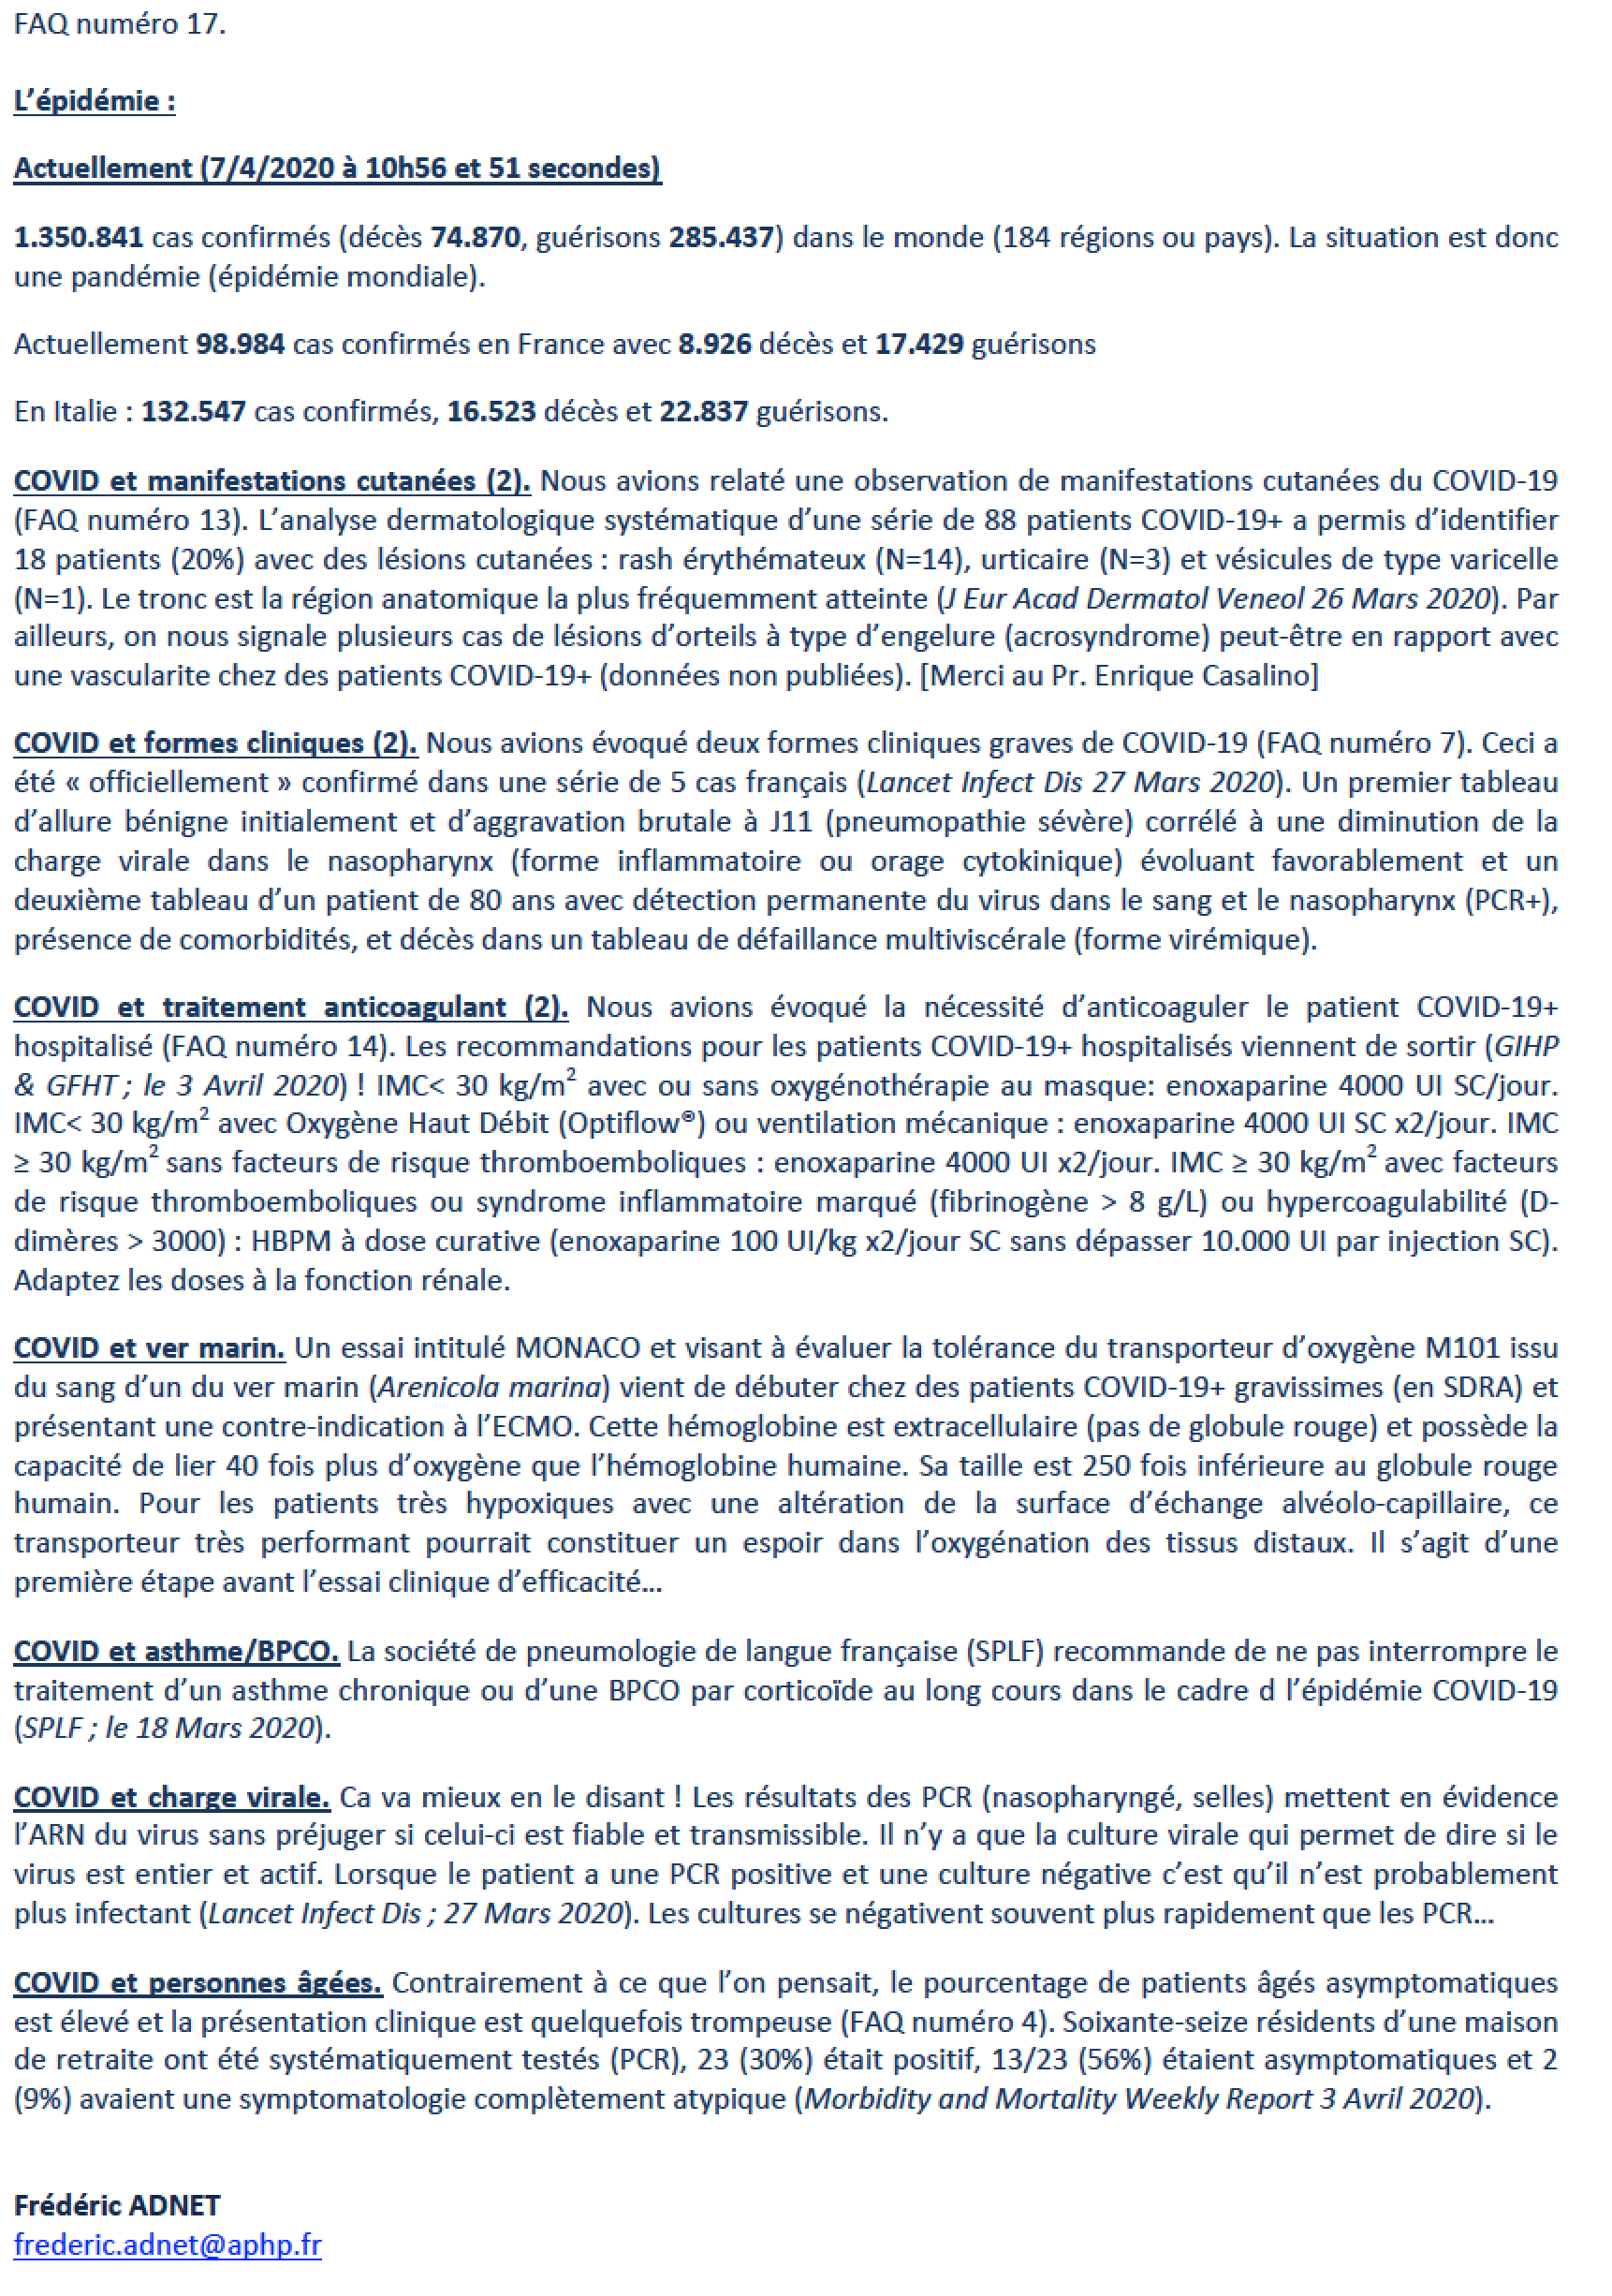 FAQ numéro 17.
L’épidémie :
Actuellement (7/4/2020 à 10h56 et 51 secondes)
1.350.841 cas confirmés (décès 74.870, guérisons 285.437) dans le monde (184 régions ou pays). La situation est donc
une pandémie (épidémie mondiale).
Actuellement 98.984 cas confirmés en France avec 8.926 décès et 17.429 guérisons
En Italie : 132.547 cas confirmés, 16.523 décès et 22.837 guérisons.
COVID et manifestations cutanées (2). Nous avions relaté une observation de manifestations cutanées du COVID-19
(FAQ numéro 13). L’analyse dermatologique systématique d’une série de 88 patients COVID-19+ a permis d’identifier
18 patients (20%) avec des lésions cutanées : rash érythémateux (N=14), urticaire (N=3) et vésicules de type varicelle
(N=1). Le tronc est la région anatomique la plus fréquemment atteinte (J Eur Acad Dermatol Veneol 26 Mars 2020). Par
ailleurs, on nous signale plusieurs cas de lésions d’orteils à type d’engelure (acrosyndrome) peut-être en rapport avec
une vascularite chez des patients COVID-19+ (données non publiées). [Merci au Pr. Enrique Casalino]
COVID et formes cliniques (2). Nous avions évoqué deux formes cliniques graves de COVID-19 (FAQ numéro 7). Ceci a
été « officiellement » confirmé dans une série de 5 cas français (Lancet Infect Dis 27 Mars 2020). Un premier tableau
d’allure bénigne initialement et d’aggravation brutale à J11 (pneumopathie sévère) corrélé à une diminution de la
charge virale dans le nasopharynx (forme inflammatoire ou orage cytokinique) évoluant favorablement et un
deuxième tableau d’un patient de 80 ans avec détection permanente du virus dans le sang et le nasopharynx (PCR+),
présence de comorbidités, et décès dans un tableau de défaillance multiviscérale (forme virémique).
COVID et traitement anticoagulant (2). Nous avions évoqué la nécessité d’anticoaguler le patient COVID-19+
hospitalisé (FAQ numéro 14). Les recommandations pour les patients COVID-19+ hospitalisés viennent de sortir (GIHP
& GFHT ; le 3 Avril 2020) ! IMC< 30 kg/m² avec ou sans oxygénothérapie au masque: enoxaparine 4000 UI SC/jour.
IMC< 30 kg/m² avec Oxygène Haut Débit (Optiflow®) ou ventilation mécanique : enoxaparine 4000 UI SC x2/jour. IMC
≥ 30 kg/m² sans facteurs de risque thromboemboliques : enoxaparine 4000 UI x2/jour. IMC ≥ 30 kg/m² avec facteurs
de risque thromboemboliques ou syndrome inflammatoire marqué (fibrinogène > 8 g/L) ou hypercoagulabilité (D-
dimères > 3000) : HBPM à dose curative (enoxaparine 100 UI/kg x2/jour SC sans dépasser 10.000 UI par injection SC).
Adaptez les doses à la fonction rénale.
COVID et ver marin. Un essai intitulé MONACO et visant à évaluer la tolérance du transporteur d’oxygène M101 issu
du sang d’un du ver marin (Arenicola marina) vient de débuter chez des patients COVID-19+ gravissimes (en SDRA) et
présentant une contre-indication à l’ECMO. Cette hémoglobine est extracellulaire (pas de globule rouge) et possède la
capacité de lier 40 fois plus d’oxygène que l’hémoglobine humaine. Sa taille est 250 fois inférieure au globule rouge
humain. Pour les patients très hypoxiques avec une altération de la surface d’échange alvéolo-capillaire, ce
transporteur très performant pourrait constituer un espoir dans l’oxygénation des tissus distaux. Il s’agit d’une
première étape avant l’essai clinique d’efficacité…
COVID et asthme/BPCO. La société de pneumologie de langue française (SPLF) recommande de ne pas interrompre le
traitement d’un asthme chronique ou d’une BPCO par corticoïde au long cours dans le cadre d l’épidémie COVID-19
(SPLF ; le 18 Mars 2020).
COVID et charge virale. Ca va mieux en le disant ! Les résultats des PCR (nasopharyngé, selles) mettent en évidence
l’ARN du virus sans préjuger si celui-ci est fiable et transmissible. Il n’y a que la culture virale qui permet de dire si le
virus est entier et actif. Lorsque le patient a une PCR positive et une culture négative c’est qu’il n’est probablement
plus infectant (Lancet Infect Dis ; 27 Mars 2020). Les cultures se négativent souvent plus rapidement que les PCR…
COVID et personnes âgées. Contrairement à ce que l’on pensait, le pourcentage de patients âgés asymptomatiques
est élevé et la présentation clinique est quelquefois trompeuse (FAQ numéro 4). Soixante-seize résidents d’une maison
de retraite ont été systématiquement testés (PCR), 23 (30%) était positif, 13/23 (56%) étaient asymptomatiques et 2
(9%) avaient une symptomatologie complètement atypique (Morbidity and Mortality Weekly Report 3 Avril 2020).
Frédéric ADNET
frederic.adnet@aphp.fr